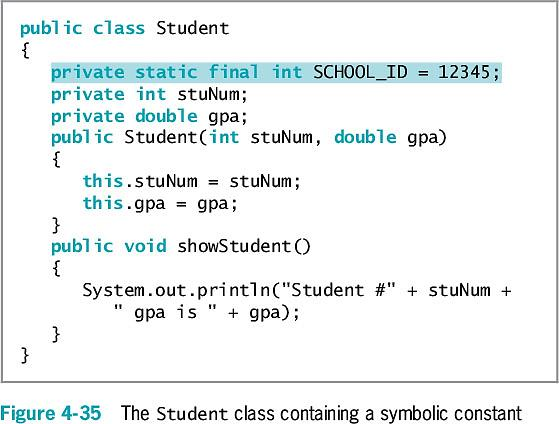 public class Student
{
   private static final int SCHOOL_ID = 12345;
   private int stuNum;
   private double gpa;
   public Student(int stuNum, double gpa)
   {
      this.stuNum = stuNum;
      this.gpa = gpa;
   }
   public void showStudent()
   {
      System.out.println("Student #" + stuNum +
         " gpa is " + gpa);
   }
}
Figure 4-35 The Student class containing a symbolic constant